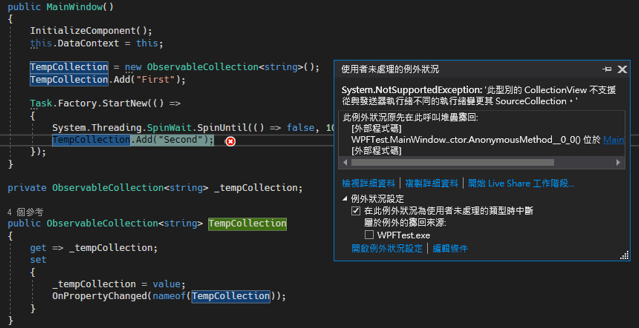 public MainWindow()
{
InitializeComponent();
this.DataContext = this;
TempCollection = new ObservableCollection<string>();
TempCollection.Add("First");
Task.Factory.StartNew(() =>
{
System.Threading.SpinWait.SpinUntil(() => false, 10
TempCollection.Add("Second");
});
}
private ObservableCollection<string> _tempCollection;
4 個參考
public ObservableCollection<string> TempCollection
{
get => _tempCollection;
set
{
_tempCollection = value;
OnPropertyChanged(nameof(TempCollection));
}
}
使用者未處理的例外狀況
System.NotSupportedException: '此型別的 CollectionView 不支援
從與發送器執行緒不同的執行緒變更其 SourceCollection。'
此例外狀況原先在此呼叫堆疊擲回:
[外部程式碼]
WPFTest.MainWindow..ctor.AnonymousMethod__0_0() 位於 Main
[外部程式碼]
檢視詳細資料 | 複製詳細資料 | 開始 Live Share 工作階段...
例外狀況設定
在此例外狀況為使用者未處理的類型時中斷
屬於例外的擲回來源:
WPFTest.exe
開啟例外狀況設定 | 編輯條件